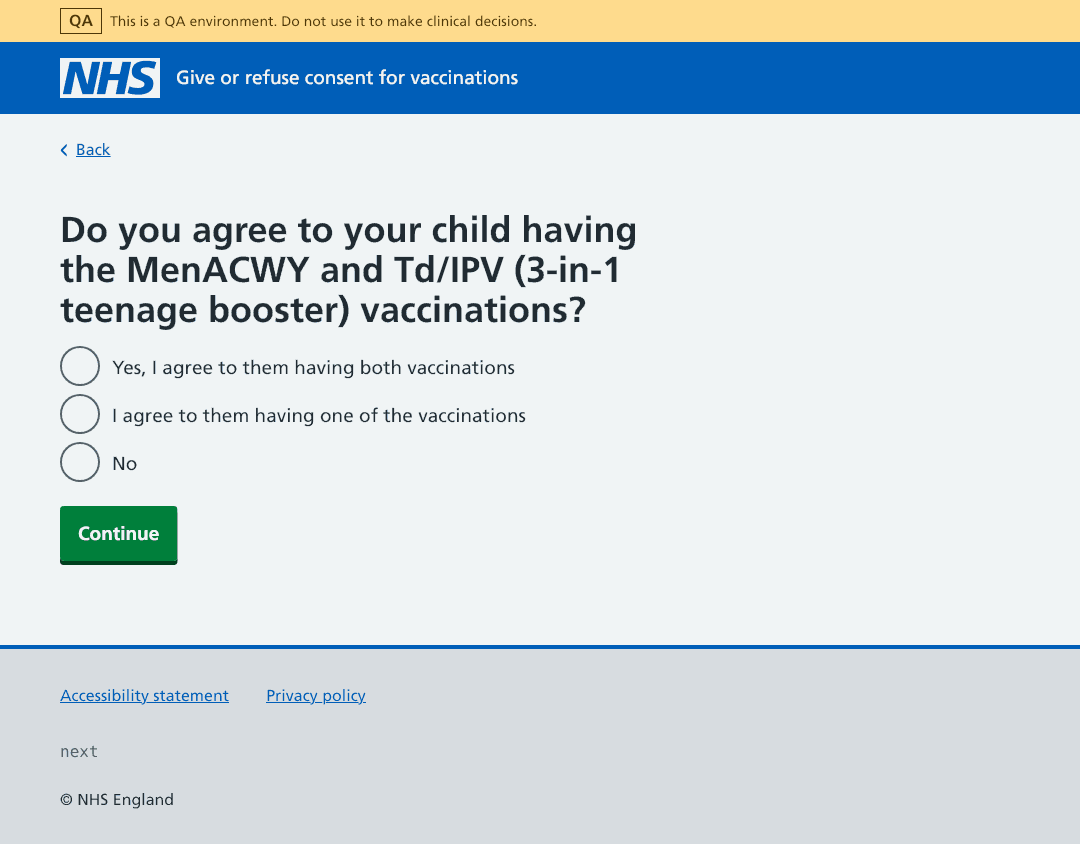 QA This is a QA environment. Do not use it to make clinical decisions.
NHS Give or refuse consent for vaccinations
Back
Do you agree to your child having
the MenACWY and Td/IPV (3-in-1
teenage booster) vaccinations?
Yes, I agree to them having both vaccinations
I agree to them having one of the vaccinations
No
Continue
Accessibility statement Privacy policy
next
© NHS England